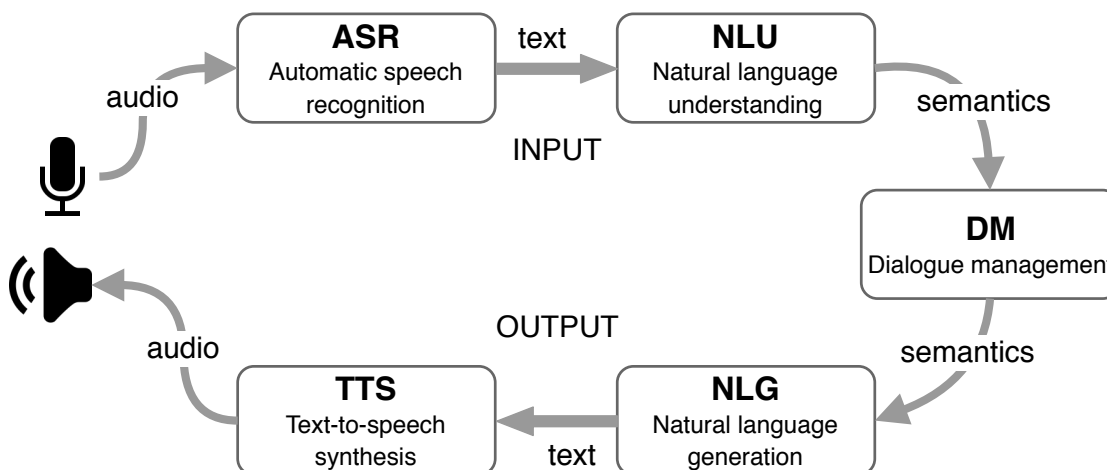 ASR
Automatic speech
recognition
text
NLU
Natural language
understanding
audio
semantics
INPUT
DM
Dialogue management
OUTPUT
semantics
audio
TTS
Text-to-speech
synthesis
text
NLG
Natural language
generation